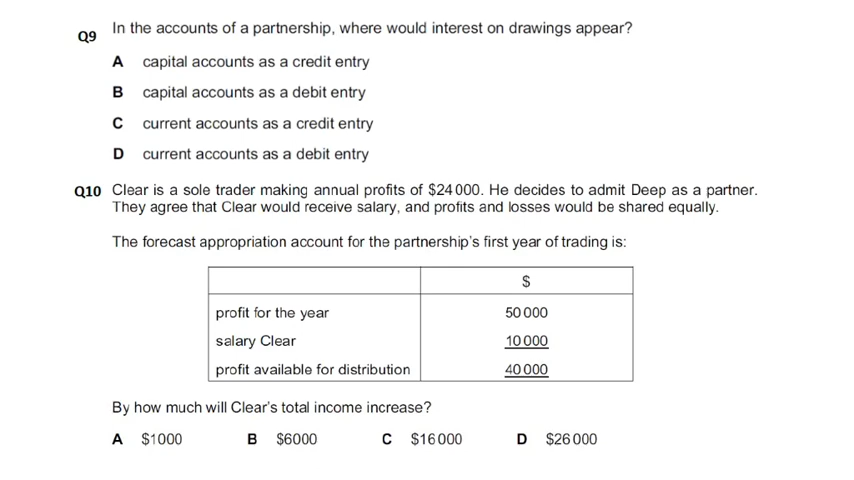 Q9 In the accounts of a partnership, where would interest on drawings appear?
A capital accounts as a credit entry
B capital accounts as a debit entry
C current accounts as a credit entry
D current accounts as a debit entry
Q10 Clear is a sole trader making annual profits of $24 000. He decides to admit Deep as a partner.
They agree that Clear would receive salary, and profits and losses would be shared equally.
The forecast appropriation account for the partnership's first year of trading is:
$
profit for the year 50 000
salary Clear 10 000
profit available for distribution 40 000
By how much will Clear's total income increase?
A $1000 B $6000 C $16 000 D $26 000